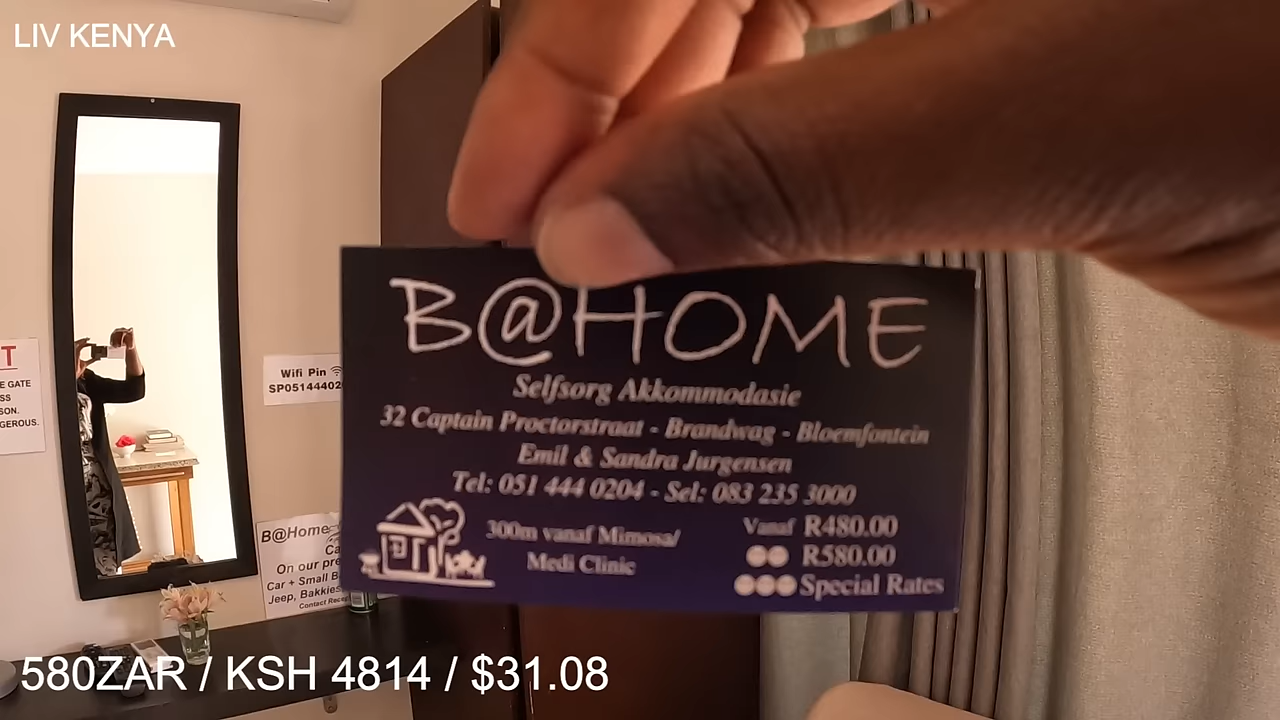 LIV KENYA
T
E GATE
SS
SON.
GEROUS.
Wifi Pin
SP05144402
B@Home
Ca
On our pre
Car + Small B
Jeep, Bakkies
Contact Recep
B@HOME
Selfsorg Akkommodasie
32 Captain Proctorstraat - Brandwag - Bloemfontein
Emil & Sandra Jurgensen
Tel: 051 444 0204 - Sel: 083 235 3000
300m vanaf Mimosa/
Medi Clinic
Vanaf R480.00
R580.00
Special Rates
580ZAR / KSH 4814 / $31.08